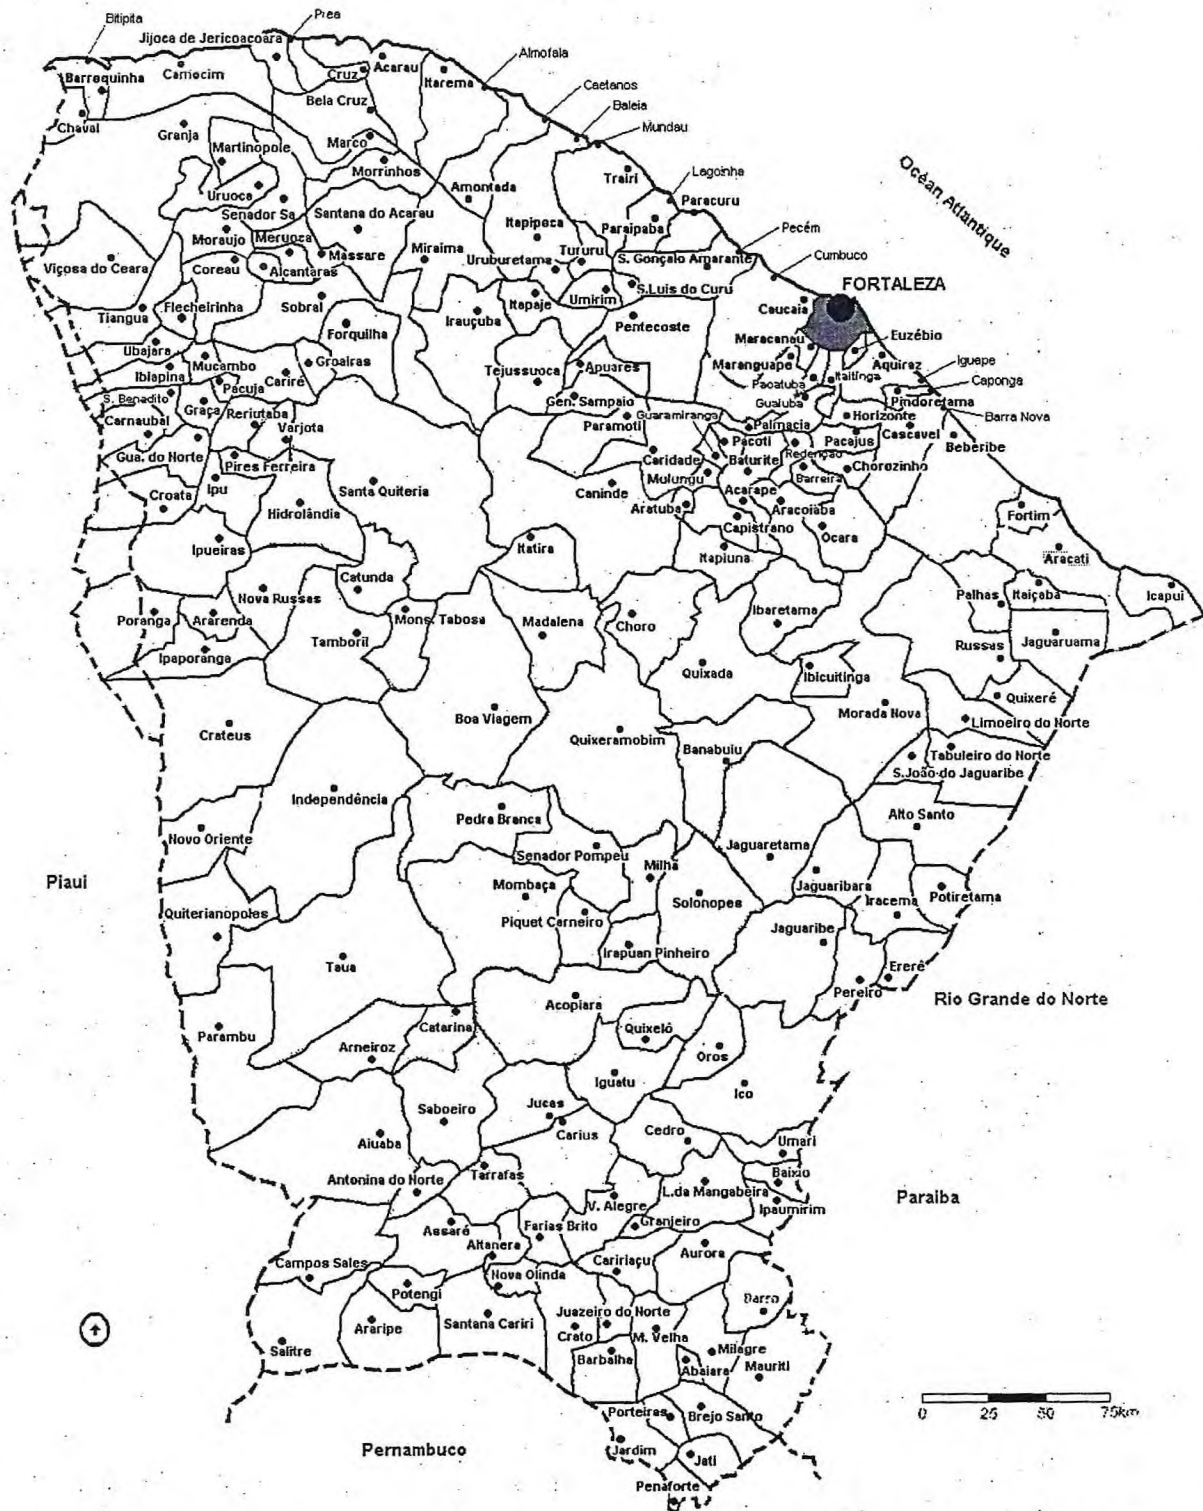 Bitipita
Prea
Jijoca de Jericoacoara
Almofala
Barroquinha
Camocim
Cruz
Acarau
Itarema
Caetanos
Chaval
Bela Cruz
Baleia
Mundau
Granja
Martinopole
Marco
Morrinhos
Lagoinha
Océan Atlantique
Uruoca
Senador Sa
Santana do Acarau
Amontada
Trairí
Paracuru
Moraujo
Meruoca
Itapipoca
Paraipaba
Pecém
Viçosa do Ceara
Coreau
Alcantaras
Massare
Miraima
Uruburetama
Tururu
S. Gonçalo Amarante
Cumbuco
Tiangua
Flecheirinha
Sobral
Itapaje
Umirim
S.Luis do Curu
FORTALEZA
Caucaia
Ubajara
Forquilha
Irauçuba
Pentecoste
Maracanau
Euzébio
Ibiapina
Mucambo
Cariré
Groairas
Tejussuoca
Apuares
Maranguape
Aquiraz
Iguape
S. Benedito
Pacuja
Gen. Sampaio
Pacatuba
Itaitinga
Caponga
Carnaubal
Graça
Reriutaba
Varjota
Paramoti
Guaramiranga
Guaiuba
Pindoretama
Barra Nova
Gua. do Norte
Pires Ferreira
Palmacia
Horizonte
Cascavel
Pacoti
Redenção
Pacajus
Beberibe
Croata
Ipu
Santa Quiteria
Caridade
Baturitel
Chorozinho
Hidrolândia
Caninde
Mulungu
Barreira
Aratuba
Acarape
Aracoiaba
Fortim
Ipueiras
Itatira
Capistrano
Ocara
Aracati
Itapiuna
Nova Russas
Catunda
Ibaretama
Palhas
Itaiçaba
Icapui
Poranga
Ararenda
Mons. Tabosa
Madalena
Choro
Ipaporanga
Tamboril
Russas
Jaguaruama
Quixada
Ibicuitinga
Quixeré
Crateus
Boa Viagem
Quixeramobim
Morada Nova
Limoeiro do Norte
Banabuiu
Tabuleiro do Norte
S.João do Jaguaribe
Independência
Pedra Branca
Alto Santo
Novo Oriente
Senador Pompeu
Milhã
Jaguaretama
Piaui
Mombaça
Solonopes
Jaguaribara
Potiretama
Quiterianopoles
Piquet Carneiro
Iracema
Irapuan Pinheiro
Jaguaribe
Taua
Ererê
Pereiro
Rio Grande do Norte
Parambu
Catarina
Acopiara
Quixelô
Arneiroz
Oros
Iguatu
Ico
Saboeiro
Jucas
Carius
Cedro
Umari
Aiuaba
Baixio
Antonina do Norte
Tarrafas
L.da Mangabeira
Paraiba
V. Alegre
Ipaumirim
Assaré
Farias Brito
Granjeiro
Altanera
Aurora
Campos Sales
Caririaçu
Potengi
Nova Olinda
Barro
Juazeiro do Norte
Araripe
Santana Cariri
Crato
M. Velha
Salitre
Barbalha
Milagre
Abaiara
Mauriti
Porteiras
Brejo Santo
0 25 50 75km
Pernambuco
Jardim
Jati
Penaforte